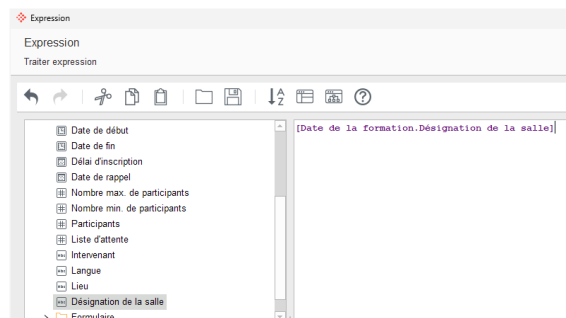 Expression
Expression
Traiter expression
Date de début
Date de fin
Délai d'inscription
Date de rappel
Nombre max. de participants
Nombre min. de participants
Participants
Liste d'attente
Intervenant
Langue
Lieu
Désignation de la salle
Formulaire
[Date de la formation.Désignation de la salle]